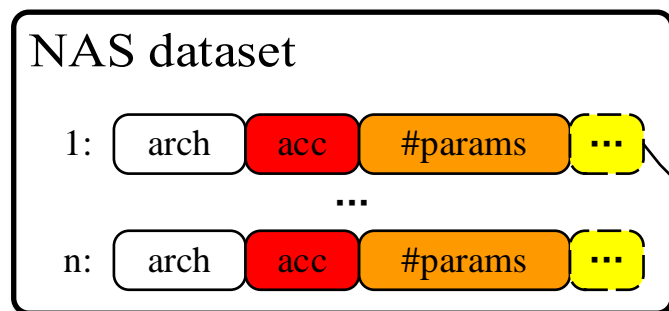 NAS dataset
1: arch acc #params ...
...
n: arch acc #params ...